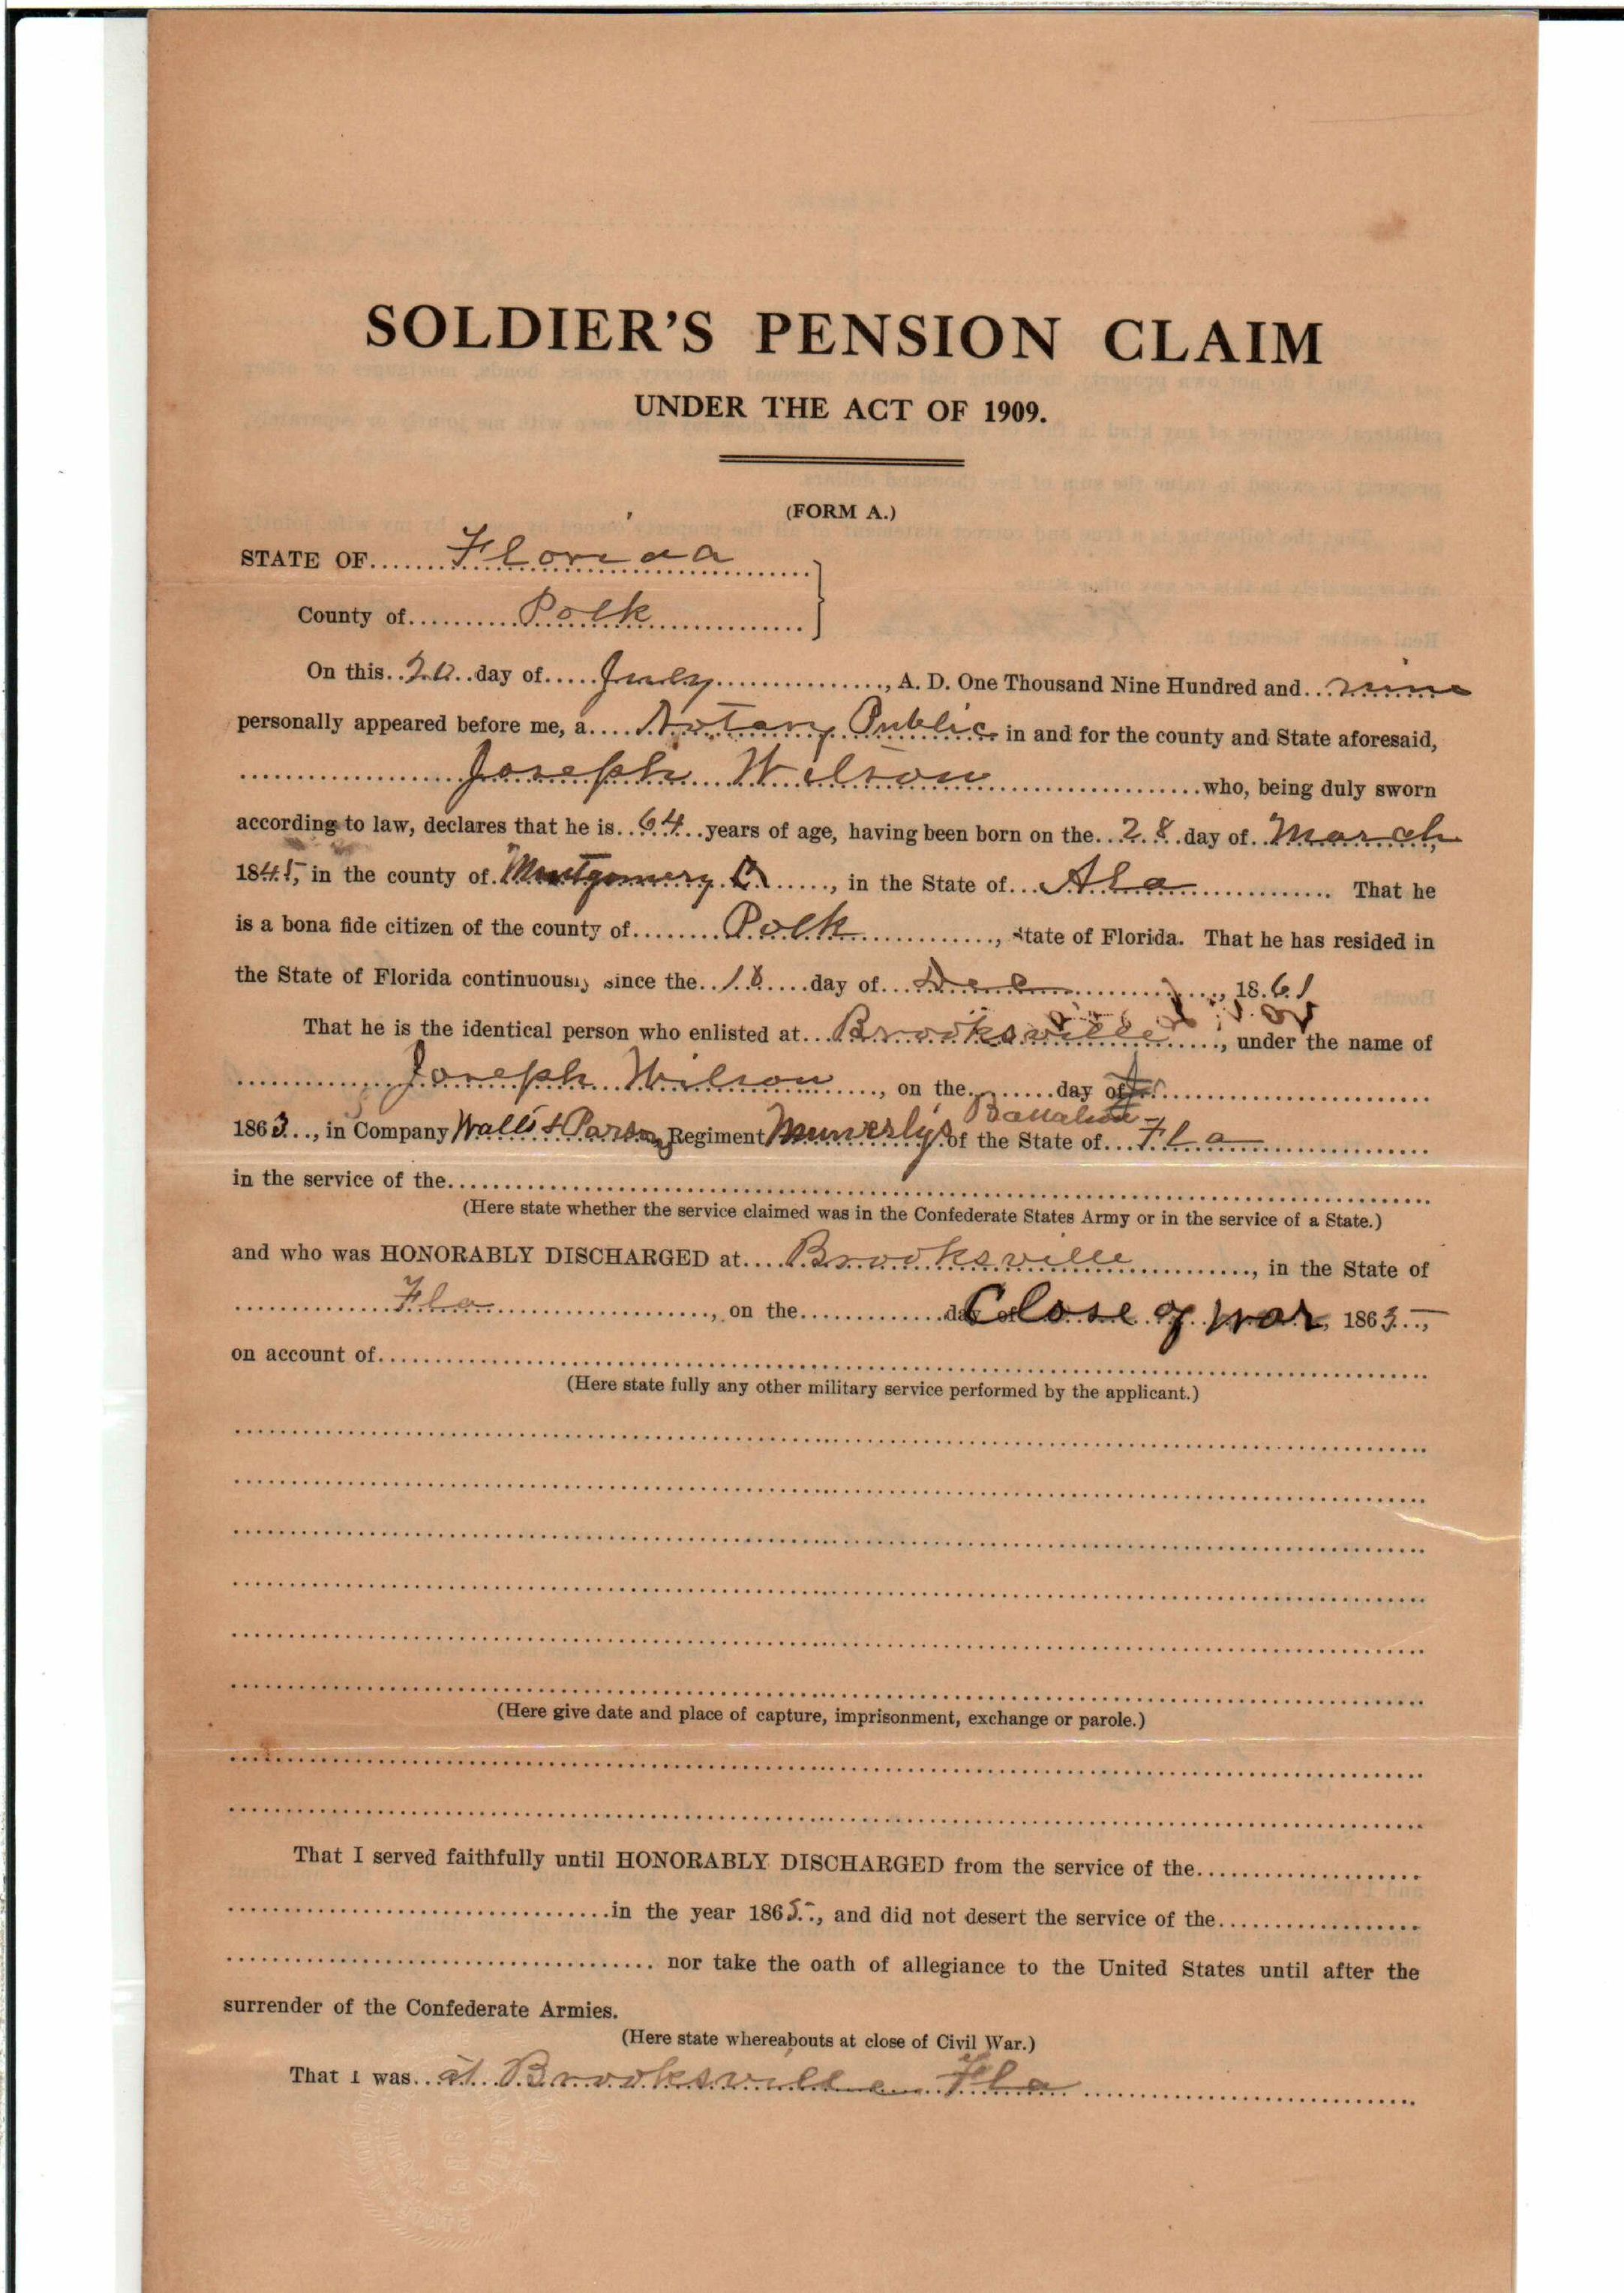 SOLDIER'S PENSION CLAIM
UNDER THE ACT OF 1909.
(FORM A.)
STATE OF Florida
County of Polk
On this 20 day of July, A. D. One Thousand Nine Hundred and nine
personally appeared before me, a Notary Public in and for the county and State aforesaid,
Joseph Wilson who, being duly sworn
according to law, declares that he is 64 years of age, having been born on the 28 day of March
1845, in the county of Montgomery, in the State of Ala. That he
is a bona fide citizen of the county of Polk, State of Florida. That he has resided in
the State of Florida continuously since the 18 day of Dec, 1861
That he is the identical person who enlisted at Brooksville, under the name of
Joseph Wilson, on the day of
1863, in Company Walls & Parson Regiment Munerly's Battalion of the State of Fla
in the service of the
(Here state whether the service claimed was in the Confederate States Army or in the service of a State.)
and who was HONORABLY DISCHARGED at Brooksville, in the State of
Fla, on the day of Close of war, 1865,
on account of
(Here state fully any other military service performed by the applicant.)
(Here give date and place of capture, imprisonment, exchange or parole.)
That I served faithfully until HONORABLY DISCHARGED from the service of the
in the year 1865, and did not desert the service of the
nor take the oath of allegiance to the United States until after the
surrender of the Confederate Armies.
(Here state whereabouts at close of Civil War.)
That I was at Brooksville Fla